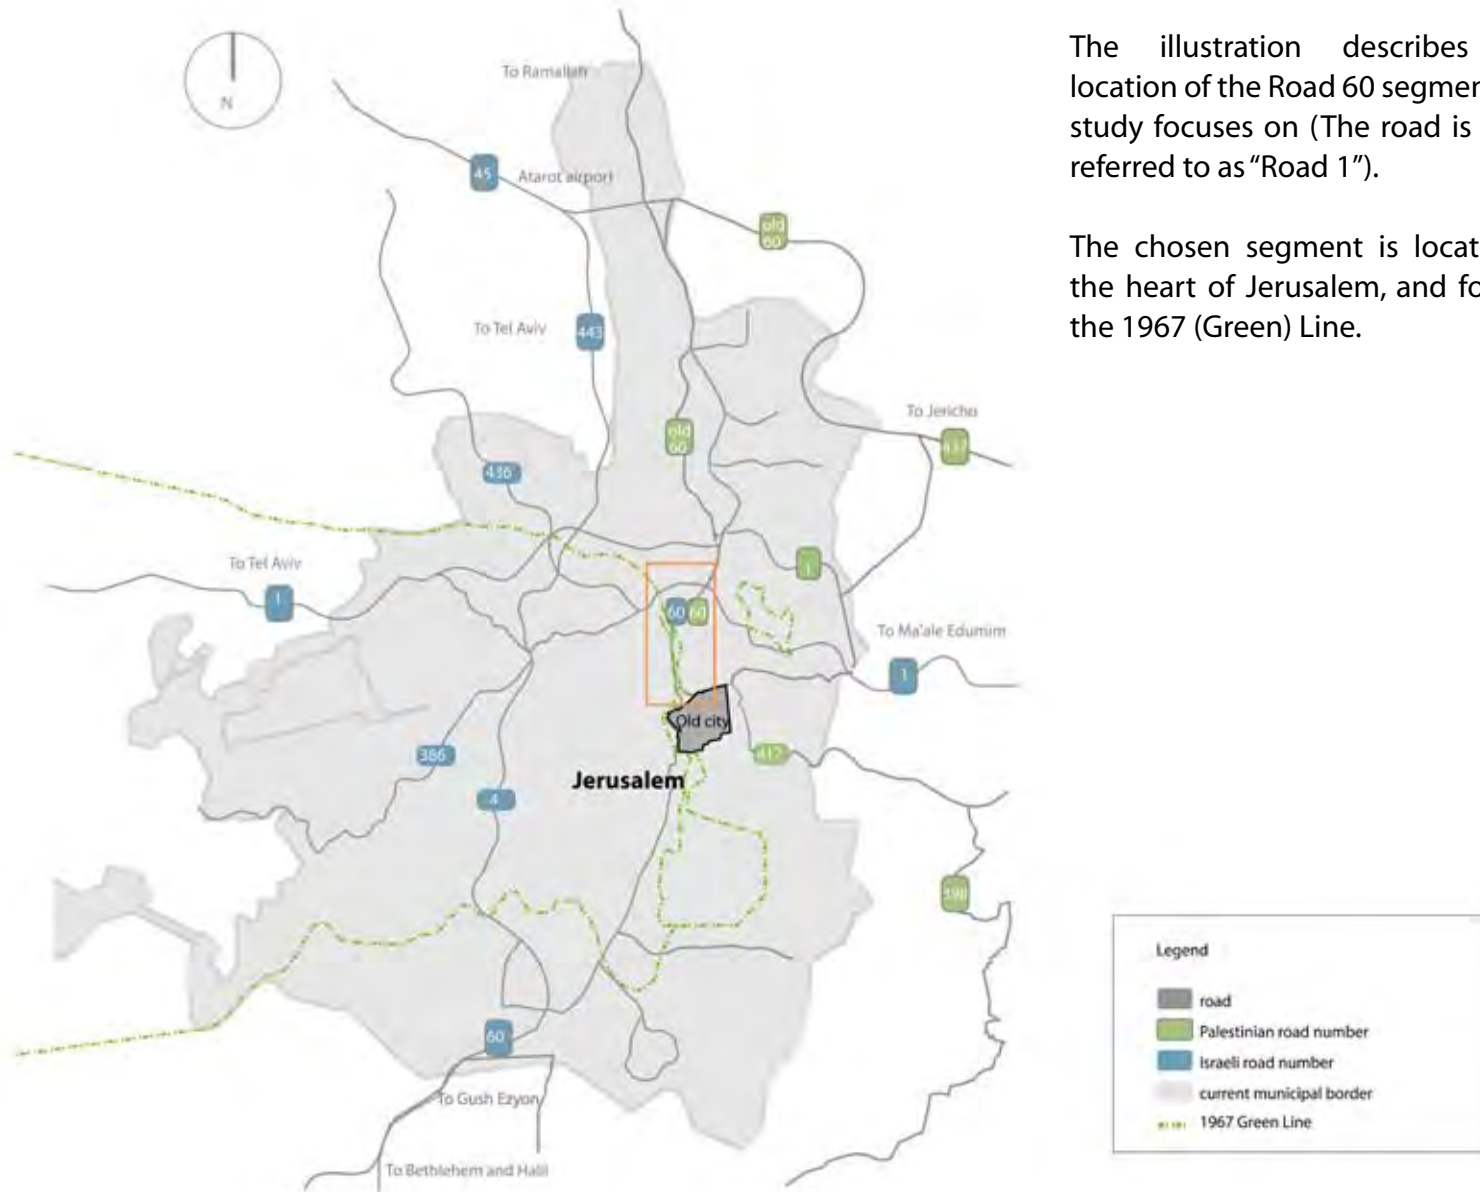 The illustration describes
location of the Road 60 segmen
study focuses on (The road is
referred to as “Road 1”).
The chosen segment is locat
the heart of Jerusalem, and fo
the 1967 (Green) Line.
To Ramallah
N
45
Atarot airport
old
60
To Tel Aviv
443
To Jericho
old
60
437
436
To Tel Aviv
1
1
60
60
To Ma'ale Edumim
1
Old city
417
386
Jerusalem
4
398
60
To Gush Ezyon
To Bethlehem and Halil
Legend
road
Palestinian road number
Israeli road number
current municipal border
1967 Green Line